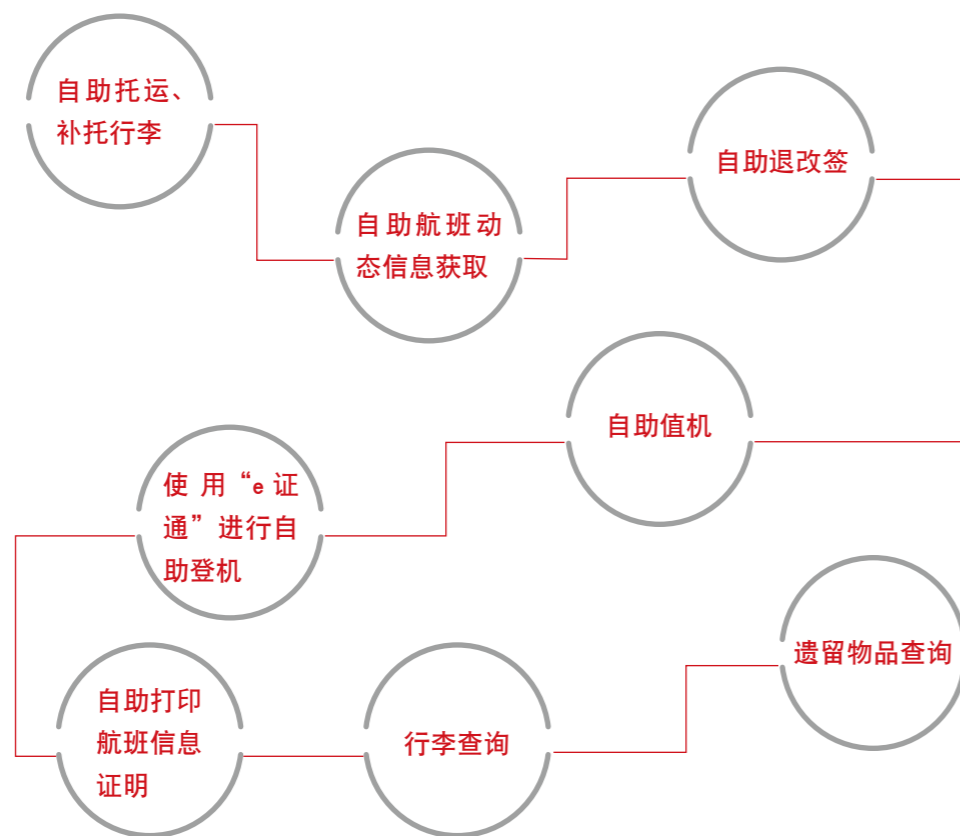 自助托运、
补托行李
自助航班动
态信息获取
自助退改签
自助值机
使用“e证
通”进行自
助登机
自助打印
航班信息
证明
行李查询
遗留物品查询